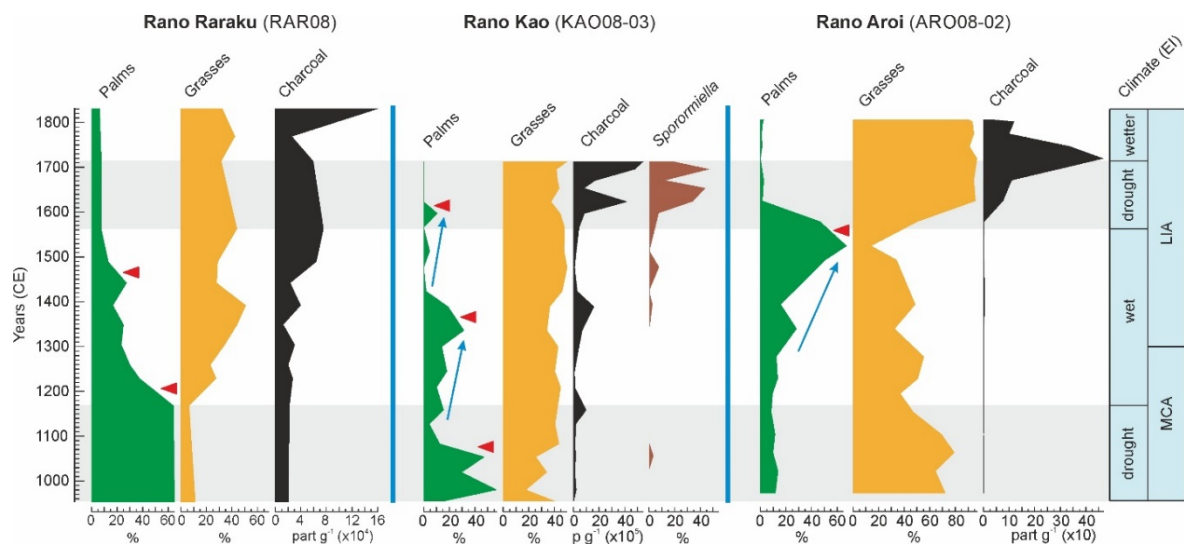 Rano Raraku (RAR08)
Rano Kao (KAO08-03)
Rano Aroi (ARO08-02)
Palms
Grasses
Charcoal
Palms
Grasses
Charcoal
Sporormiella
Palms
Grasses
Charcoal
Climate (EI)
Years (CE)
1800
1700
1600
1500
1400
1300
1200
1100
1000
wetter
drought
wet
drought
LIA
MCA
0 20 40 60
0 20 40 60
0 4 8 12 16
0 20 40
0 20 40
0 20 40
0 20 40
0 20 40 60
0 20 40 60 80
0 10 20 30 40
%
%
part g⁻¹ (x10⁴)
%
%
p g⁻¹ (x10⁵)
%
%
%
part g⁻¹ (x10)